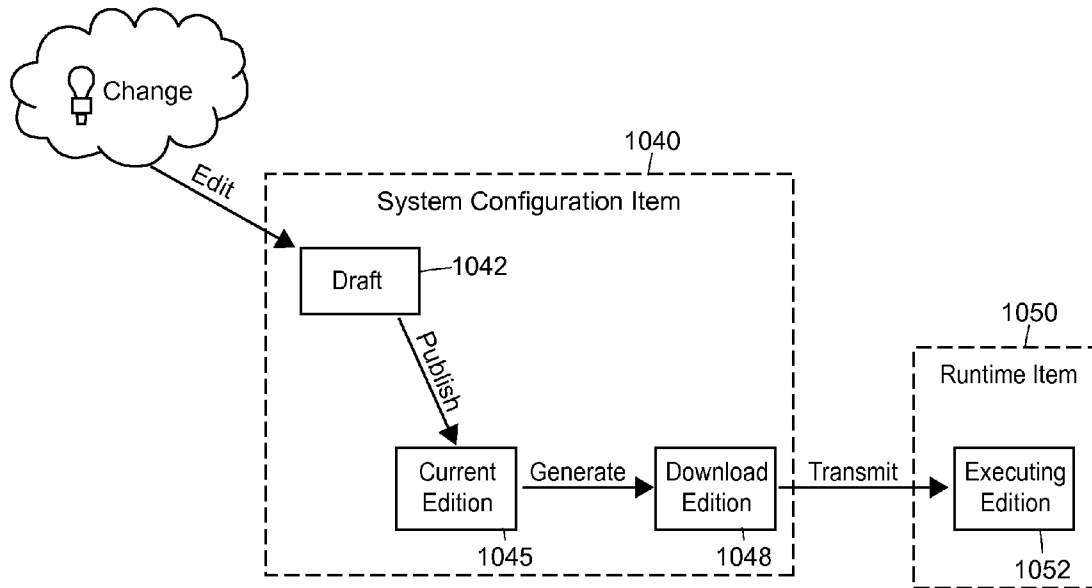 Change
Edit
1040
System Configuration Item
Draft
1042
Publish
1050
Runtime Item
Current
Edition
Generate
Download
Edition
Transmit
Executing
Edition
1045
1048
1052